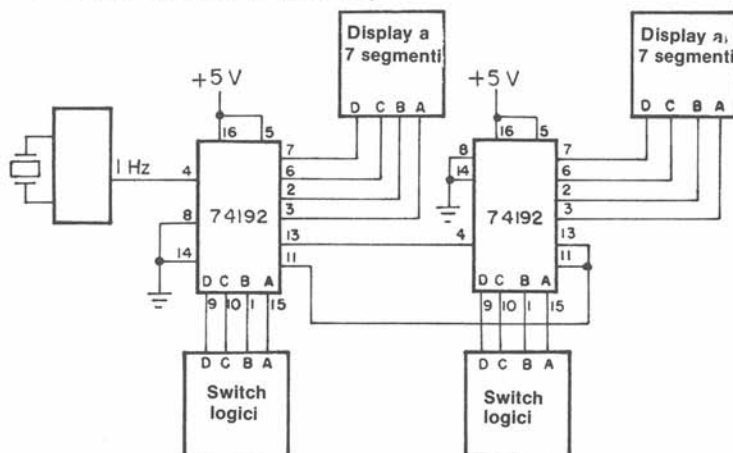 Display a
7 segmenti
D C B A
Display a
7 segmenti
D C B A
+5 V
16 5
+5 V
16 5
1 Hz
4
7
6
2
3
13
11
8
14
74192
D C B A
9 10 1 15
8
14
4
7
6
2
3
13
11
74192
D C B A
9 10 1 15
D C B A
Switch
logici
D C B A
Switch
logici